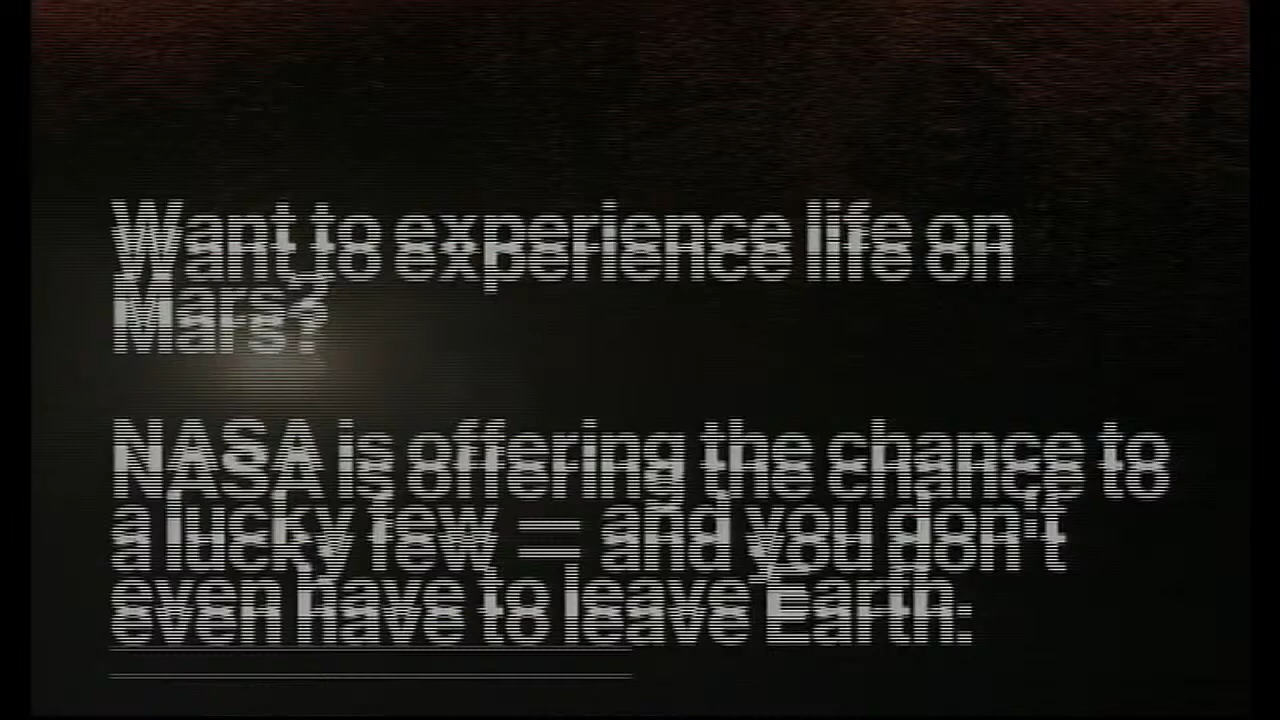 Want to experience life on
Mars?
NASA is offering the chance to
a lucky few — and you don't
even have to leave Earth.